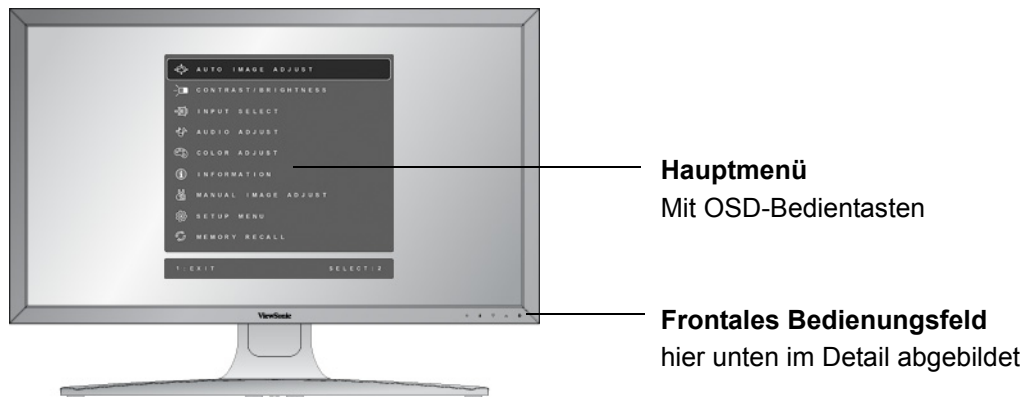 AUTO IMAGE ADJUST
CONTRAST/BRIGHTNESS
INPUT SELECT
AUDIO ADJUST
COLOR ADJUST
INFORMATION
MANUAL IMAGE ADJUST
SETUP MENU
MEMORY RECALL
1:EXIT SELECT:2
ViewSonic
Hauptmenü
Mit OSD-Bedientasten
Frontales Bedienungsfeld
hier unten im Detail abgebildet